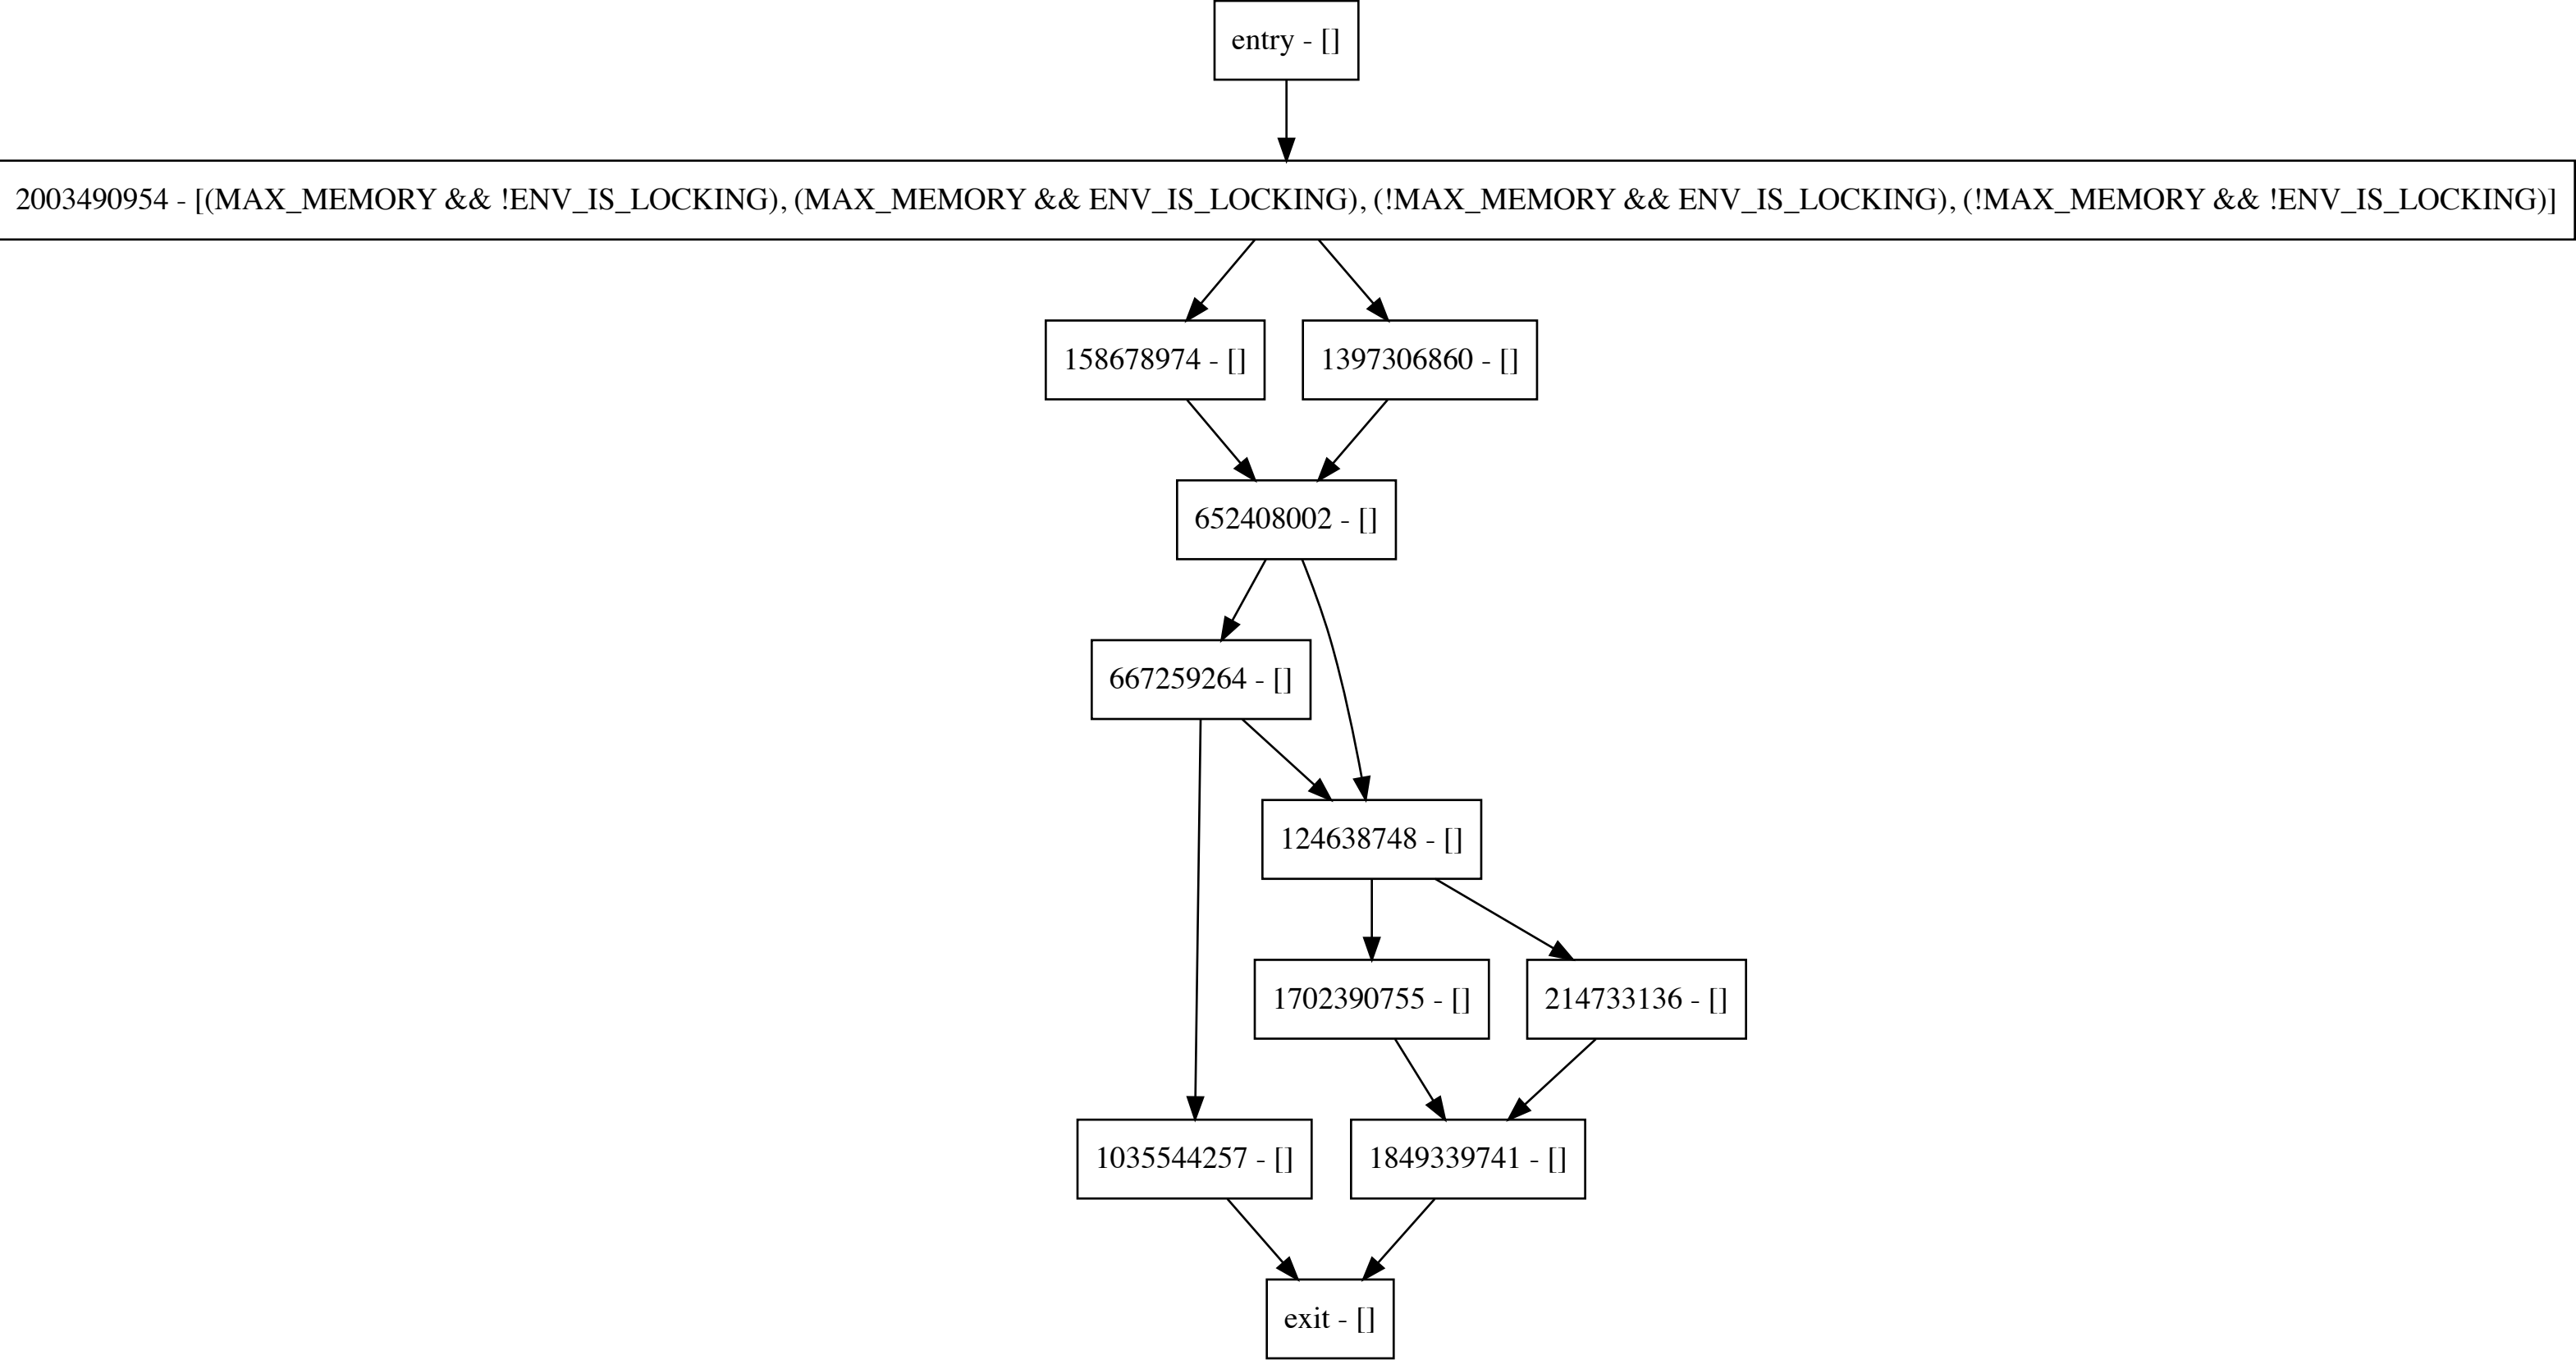 entry - []
2003490954 - [(MAX_MEMORY && !ENV_IS_LOCKING), (MAX_MEMORY && ENV_IS_LOCKING), (!MAX_MEMORY && ENV_IS_LOCKING), (!MAX_MEMORY && !ENV_IS_LOCKING)]
158678974 - []
1397306860 - []
652408002 - []
667259264 - []
124638748 - []
1702390755 - []
214733136 - []
1035544257 - []
1849339741 - []
exit - []